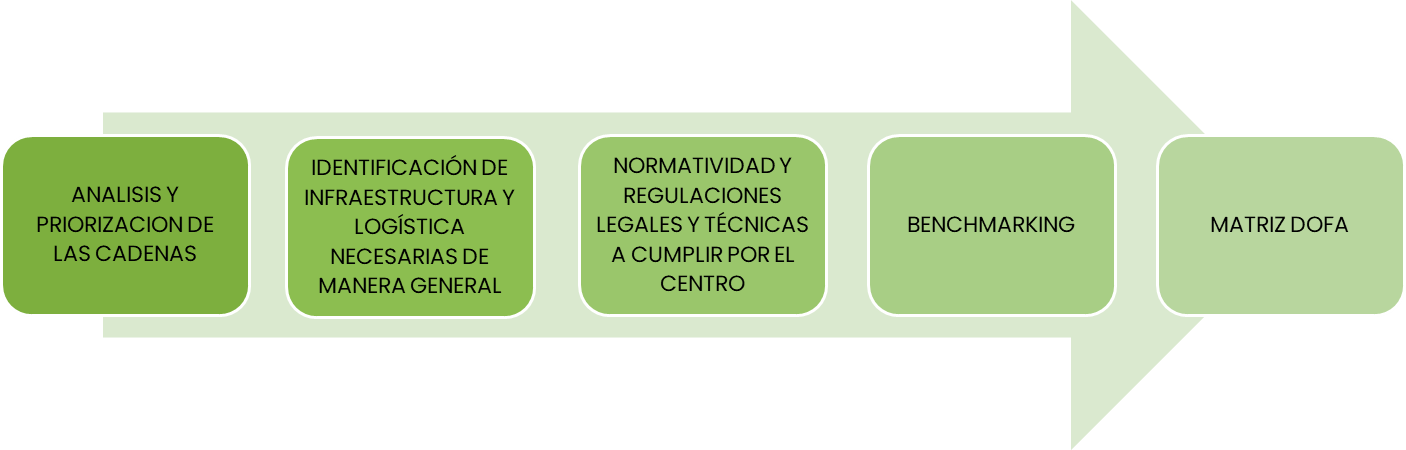 ANALISIS Y
PRIORIZACION DE
LAS CADENAS
IDENTIFICACIÓN DE
INFRAESTRUCTURA Y
LOGÍSTICA
NECESARIAS DE
MANERA GENERAL
NORMATIVIDAD Y
REGULACIONES
LEGALES Y TÉCNICAS
A CUMPLIR POR EL
CENTRO
BENCHMARKING
MATRIZ DOFA